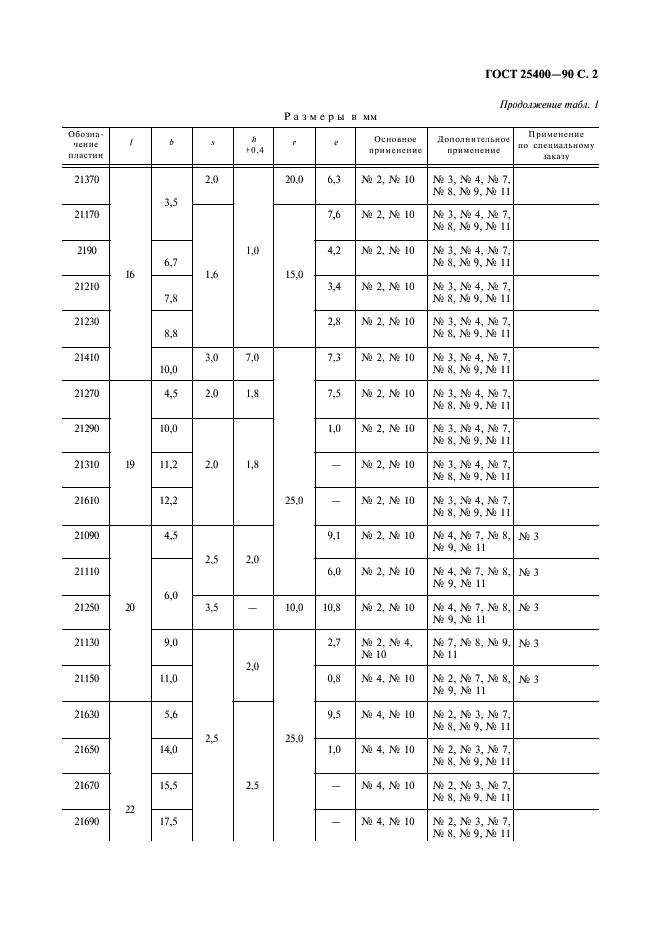 ГОСТ 25400—90 С. 2
Продолжение табл. 1
Размеры в мм
Обозна-
чение
пластин
l
b
s
h
±0,4
r
e
Основное
применение
Дополнительное
применение
Применение
по специальному
заказу
21370 2,0 20,0 6,3 № 2, № 10 № 3, № 4, № 7,
№ 8, № 9, № 11
3,5
21170 7,6 № 2, № 10 № 3, № 4, № 7,
№ 8, № 9, № 11
2190 1,0 4,2 № 2, № 10 № 3, № 4, № 7,
6,7 № 8, № 9, № 11
16 1,6 15,0
21210 3,4 № 2, № 10 № 3, № 4, № 7,
7,8 № 8, № 9, № 11
21230 2,8 № 2, № 10 № 3, № 4, № 7,
8,8 № 8, № 9, № 11
21410 3,0 7,0 7,3 № 2, № 10 № 3, № 4, № 7,
10,0 № 8, № 9, № 11
21270 4,5 2,0 1,8 7,5 № 2, № 10 № 3, № 4, № 7,
№ 8, № 9, № 11
21290 10,0 1,0 № 2, № 10 № 3, № 4, № 7,
№ 8, № 9, № 11
21310 19 11,2 2,0 1,8 — № 2, № 10 № 3, № 4, № 7,
№ 8, № 9, № 11
21610 12,2 25,0 — № 2, № 10 № 3, № 4, № 7,
№ 8, № 9, № 11
21090 4,5 9,1 № 2, № 10 № 4, № 7, № 8, № 3
№ 9, № 11
2,5 2,0
21110 6,0 № 2, № 10 № 4, № 7, № 8, № 3
№ 9, № 11
6,0
21250 20 3,5 — 10,0 10,8 № 2, № 10 № 4, № 7, № 8, № 3
№ 9, № 11
21130 9,0 2,7 № 2, № 4, № 7, № 8, № 9, № 3
№ 10 № 11
2,0
21150 11,0 0,8 № 4, № 10 № 2, № 7, № 8, № 3
№ 9, № 11
21630 5,6 9,5 № 4, № 10 № 2, № 3, № 7,
№ 8, № 9, № 11
2,5 25,0
21650 14,0 1,0 № 4, № 10 № 2, № 3, № 7,
№ 8, № 9, № 11
21670 15,5 2,5 — № 4, № 10 № 2, № 3, № 7,
№ 8, № 9, № 11
22
21690 17,5 — № 4, № 10 № 2, № 3, № 7,
№ 8, № 9, № 11